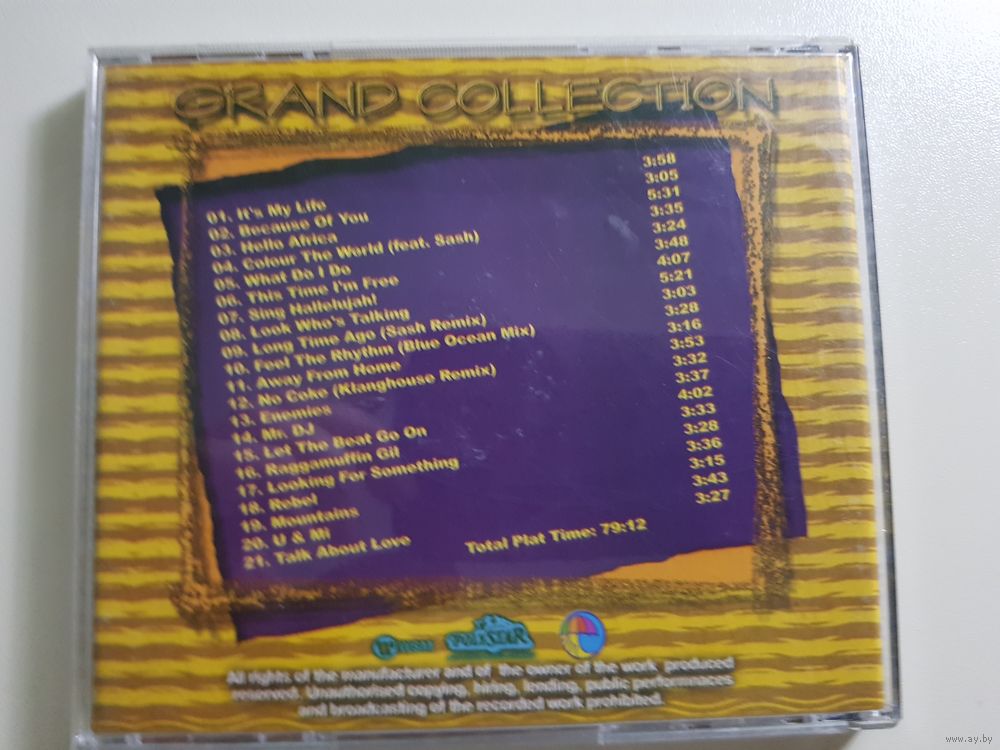 GRAND COLLECTION
01. It's My Life 3:58
02. Because Of You 3:05
03. Hello Africa 5:31
04. Colour The World (feat. Sash) 3:35
05. What Do I Do 3:24
06. This Time I'm Free 3:48
07. Sing Hallelujah! 4:07
08. Look Who's Talking 5:21
09. Long Time Ago (Sash Remix) 3:03
10. Feel The Rhythm (Blue Ocean Mix) 3:28
11. Away From Home 3:16
12. No Coke (Klanghouse Remix) 3:53
13. Enemies 3:32
14. Mr. DJ 3:37
15. Let The Beat Go On 4:02
16. Raggamuffin Gil 3:33
17. Looking For Something 3:28
18. Rebel 3:36
19. Mountains 3:15
20. U & Mi 3:43
21. Talk About Love 3:27
Total Plat Time: 79:12
All rights of the manufacturer and of the owner of the work produced
reserved. Unauthorised copying, hiring, lending, public performances
and broadcasting of the recorded work prohibited.
www.ay.by